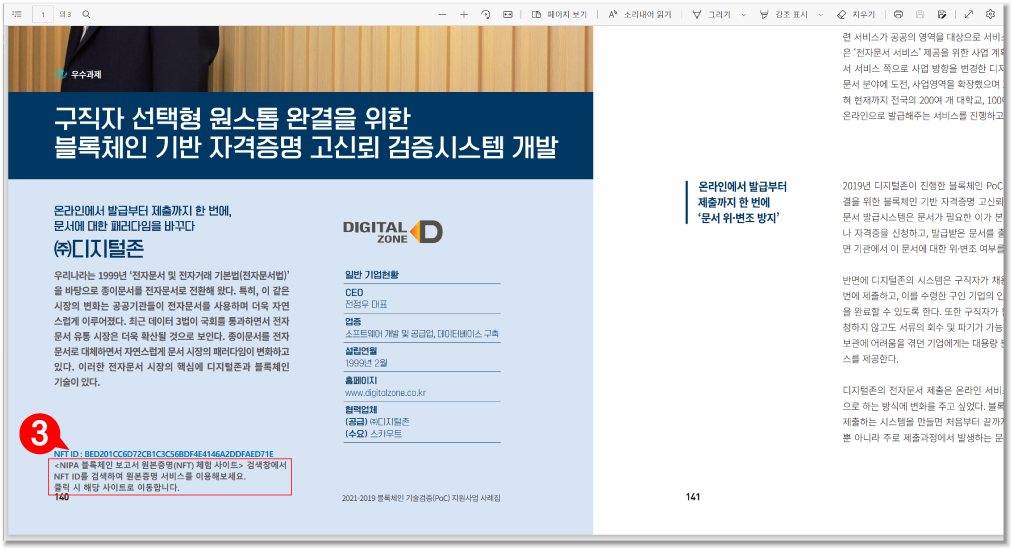 1 의 3
페이지 보기
소리내어 읽기
그리기
강조 표시
지우기
우수과제
구직자 선택형 원스톱 완결을 위한
블록체인 기반 자격증명 고신뢰 검증시스템 개발
온라인에서 발급부터 제출까지 한 번에,
문서에 대한 패러다임을 바꾸다
㈜디지털존
우리나라는 1999년 ‘전자문서 및 전자거래 기본법(전자문서법)’
을 바탕으로 종이문서를 전자문서로 전환해 왔다. 특히, 이 같은
시장의 변화는 공공기관들이 전자문서를 사용하며 더욱 자연
스럽게 이루어졌다. 최근 데이터 3법이 국회를 통과하면서 전자
문서 유통 시장은 더욱 확산될 것으로 보인다. 종이문서를 전자
문서로 대체하면서 자연스럽게 문서 시장의 패러다임이 변화하고
있다. 이러한 전자문서 시장의 핵심에 디지털존과 블록체인
기술이 있다.
3
NFT ID : BED201CC6D72CB1C3C56BDF4E4146A2DDFAED71E
<NIPA 블록체인 보고서 원본증명(NFT) 체험 사이트> 검색창에서
NFT ID를 검색하여 원본증명 서비스를 이용해보세요.
클릭 시 해당 사이트로 이동합니다.
140
DIGITAL
ZONE
일반 기업현황
CEO
전정우 대표
업종
소프트웨어 개발 및 공급업, 데이터베이스 구축
설립연월
1999년 2월
홈페이지
www.digitalzone.co.kr
협력업체
(공급) ㈜디지털존
(수요) 스카우트
2021-2019 블록체인 기술검증(PoC) 지원사업 사례집
온라인에서 발급부터
제출까지 한 번에
‘문서 위·변조 방지’
141
련 서비스가 공공의 영역을 대상으로 서비
은 ‘전자문서 서비스’ 제공을 위한 사업 계
서 서비스 쪽으로 사업 방향을 변경한 디지
문서 분야에 도전, 사업영역을 확장했으며
혀 현재까지 전국의 200여 개 대학교, 100
온라인으로 발급해주는 서비스를 진행하고
2019년 디지털존이 진행한 블록체인 PoC
결을 위한 블록체인 기반 자격증명 고신뢰
문서 발급시스템은 문서가 필요한 이가 본
나 자격증을 신청하고, 발급받은 문서를 출
면 기관에서 이 문서에 대한 위·변조 여부를
반면에 디지털존의 시스템은 구직자가 채용
번에 제출하고, 이를 수령한 구인 기업의 인
을 완료할 수 있도록 한다. 또한 구직자가
청하지 않고도 서류의 회수 및 파기가 가능
보관에 어려움을 겪던 기업에게는 대용량
스를 제공한다.
디지털존의 전자문서 제출은 온라인 서비
으로 하는 방식에 변화를 주고 싶었다. 블록
제출하는 시스템을 만들면 처음부터 끝까지
뿐 아니라 주로 제출과정에서 발생하는 문